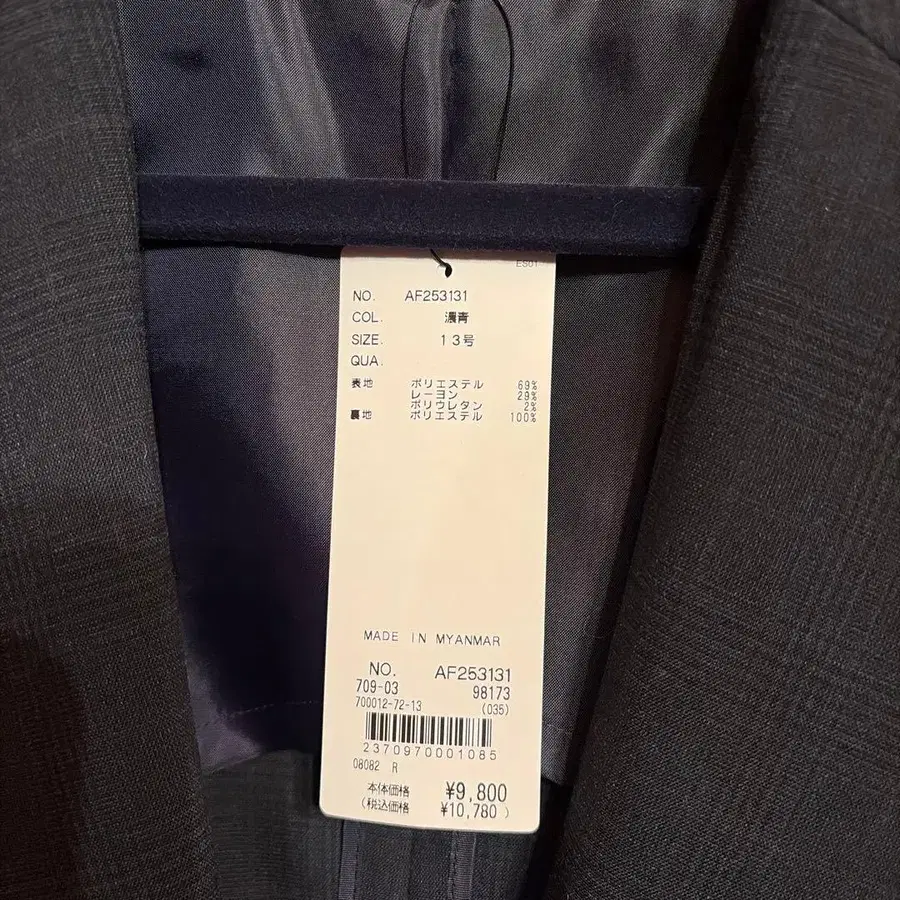 ES01
NO. AF253131
COL. 濃青
SIZE. 13号
QUA.
表地 ポリエステル 69%
レーヨン 29%
ポリウレタン 2%
裏地 ポリエステル 100%
MADE IN MYANMAR
NO. AF253131
709-03 98173
700012-72-13 (035)
2370970001085
08082 R
本体価格 ¥9,800
(税込価格 ¥10,780)